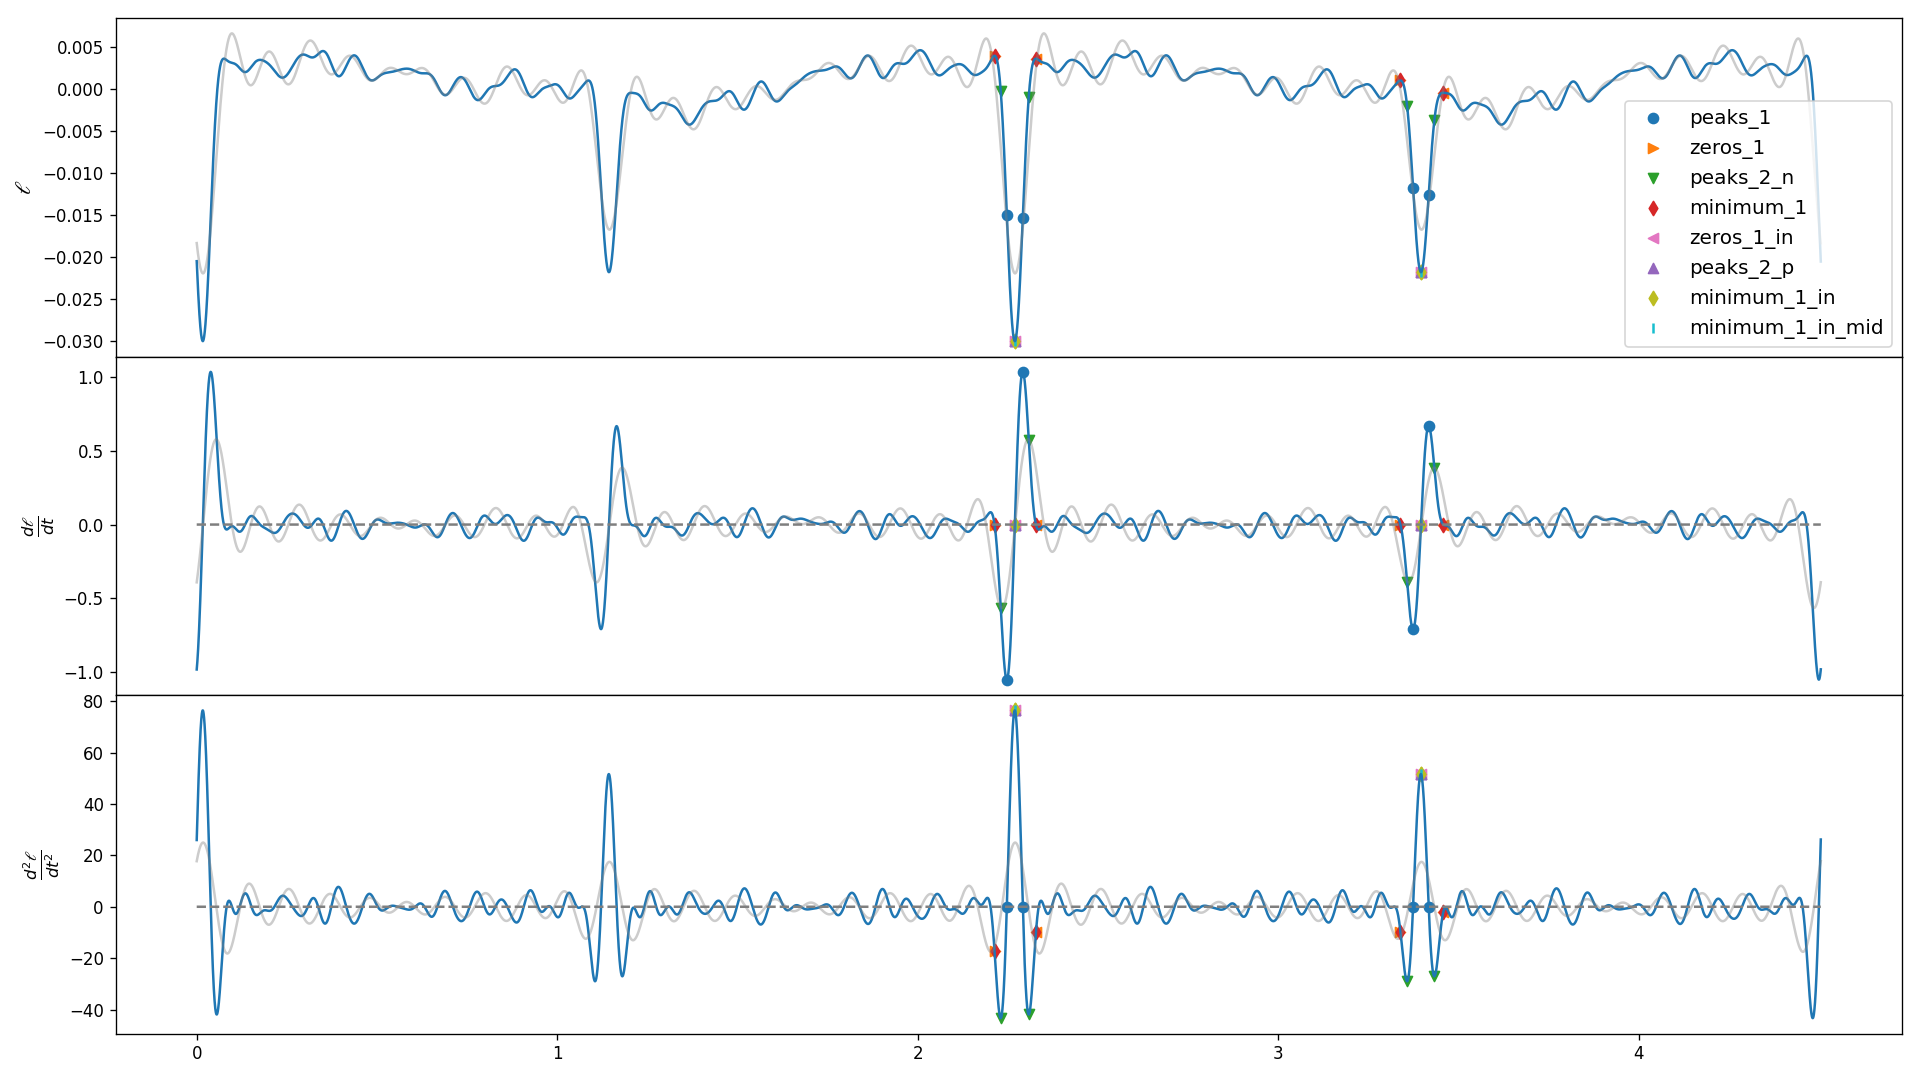 0.005
0.000
−0.005
−0.010
−0.015
−0.020
−0.025
−0.030
ℓ
peaks_1
zeros_1
peaks_2_n
minimum_1
zeros_1_in
peaks_2_p
minimum_1_in
minimum_1_in_mid
1.0
0.5
0.0
−0.5
−1.0
dℓ
dt
80
60
40
20
0
−20
−40
d²ℓ
dt²
0 1 2 3 4